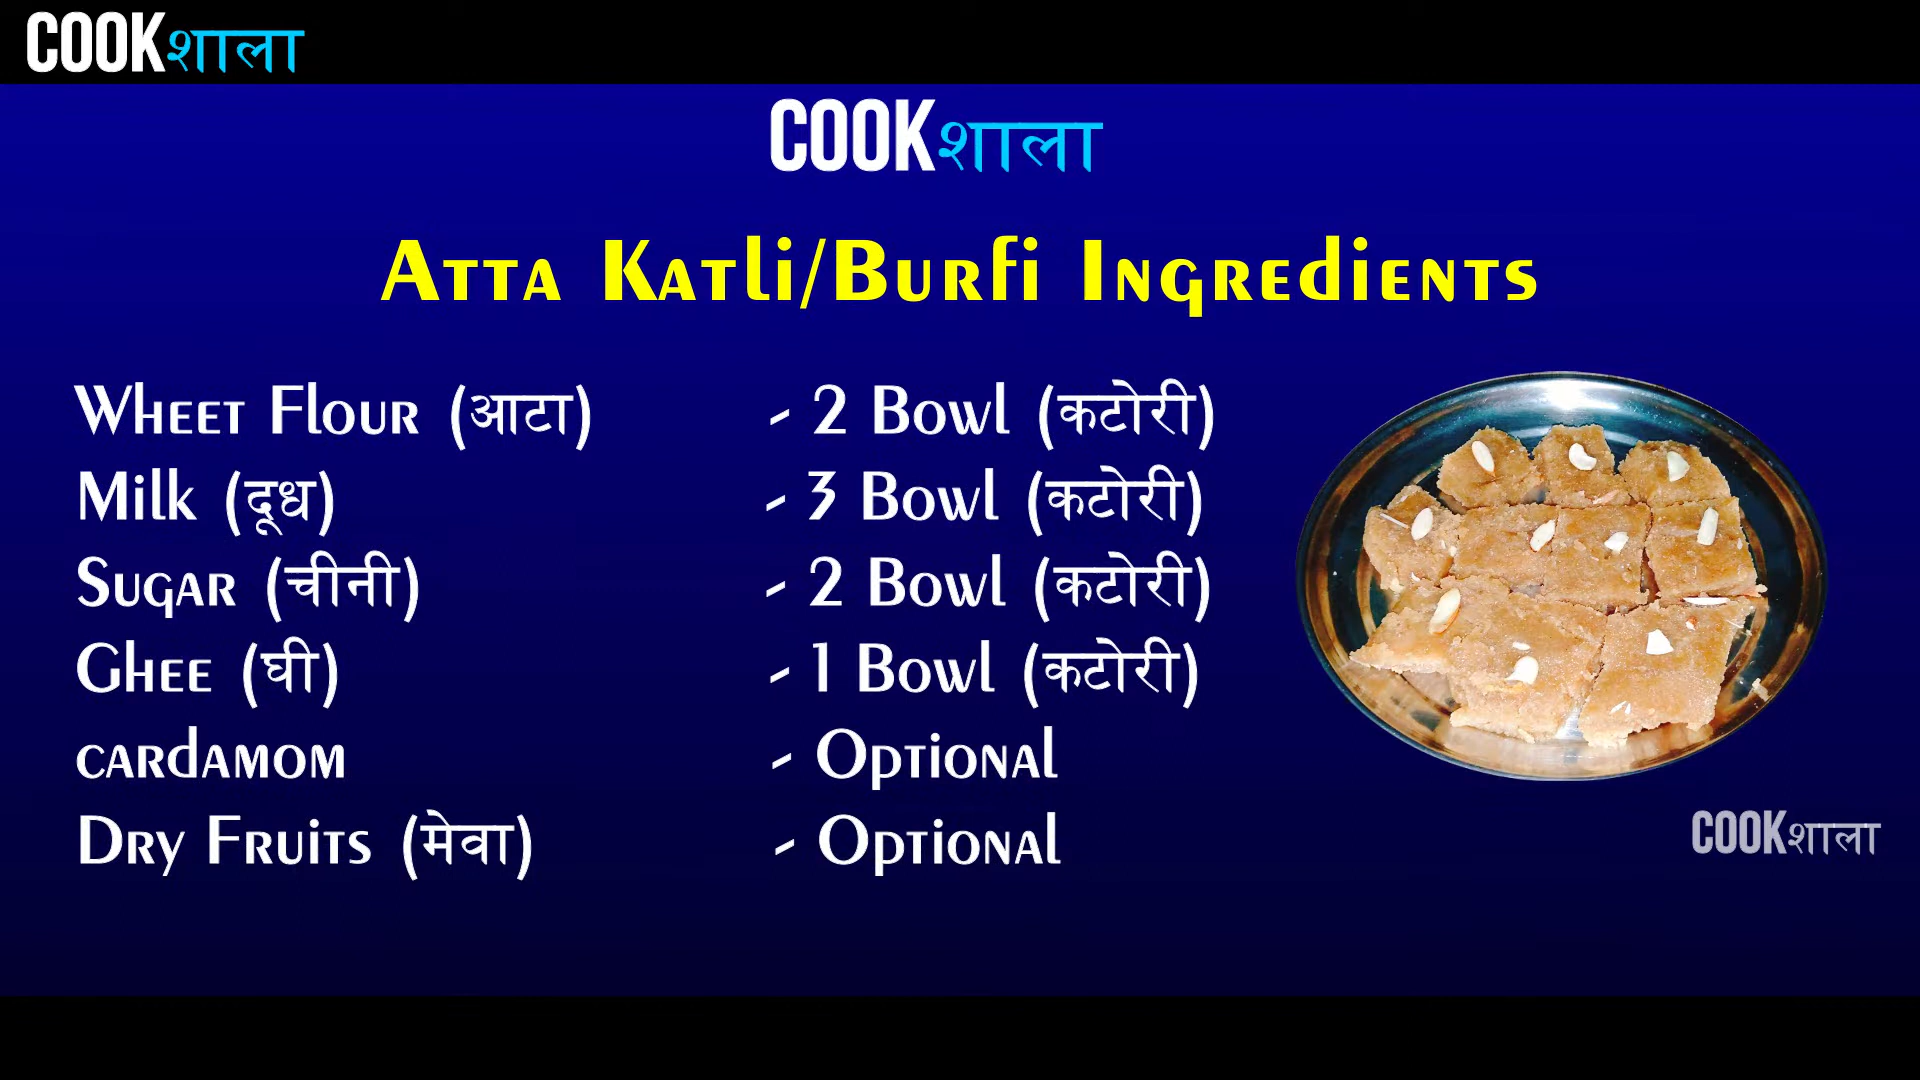 COOKशाला
COOKशाला
Atta Katli/Burfi Ingredients
Wheet Flour (आटा) - 2 Bowl (कटोरी)
Milk (दूध) - 3 Bowl (कटोरी)
Sugar (चीनी) - 2 Bowl (कटोरी)
Ghee (घी) - 1 Bowl (कटोरी)
cardamom - Optional
Dry Fruits (मेवा) - Optional
COOKशाला